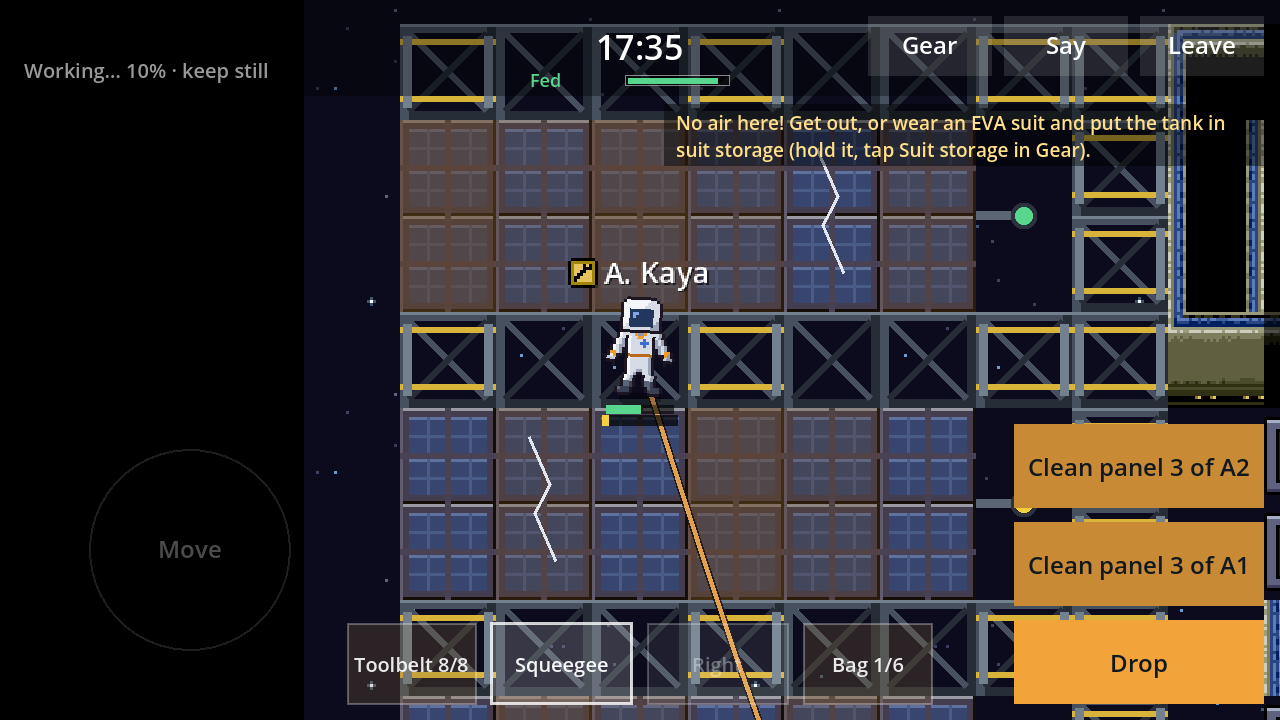 Working... 10% · keep still
17:35
Fed
Gear
Say
Leave
No air here! Get out, or wear an EVA suit and put the tank in
suit storage (hold it, tap Suit storage in Gear).
A. Kaya
Move
Clean panel 3 of A2
Clean panel 3 of A1
Drop
Toolbelt 8/8
Squeegee
Right
Bag 1/6